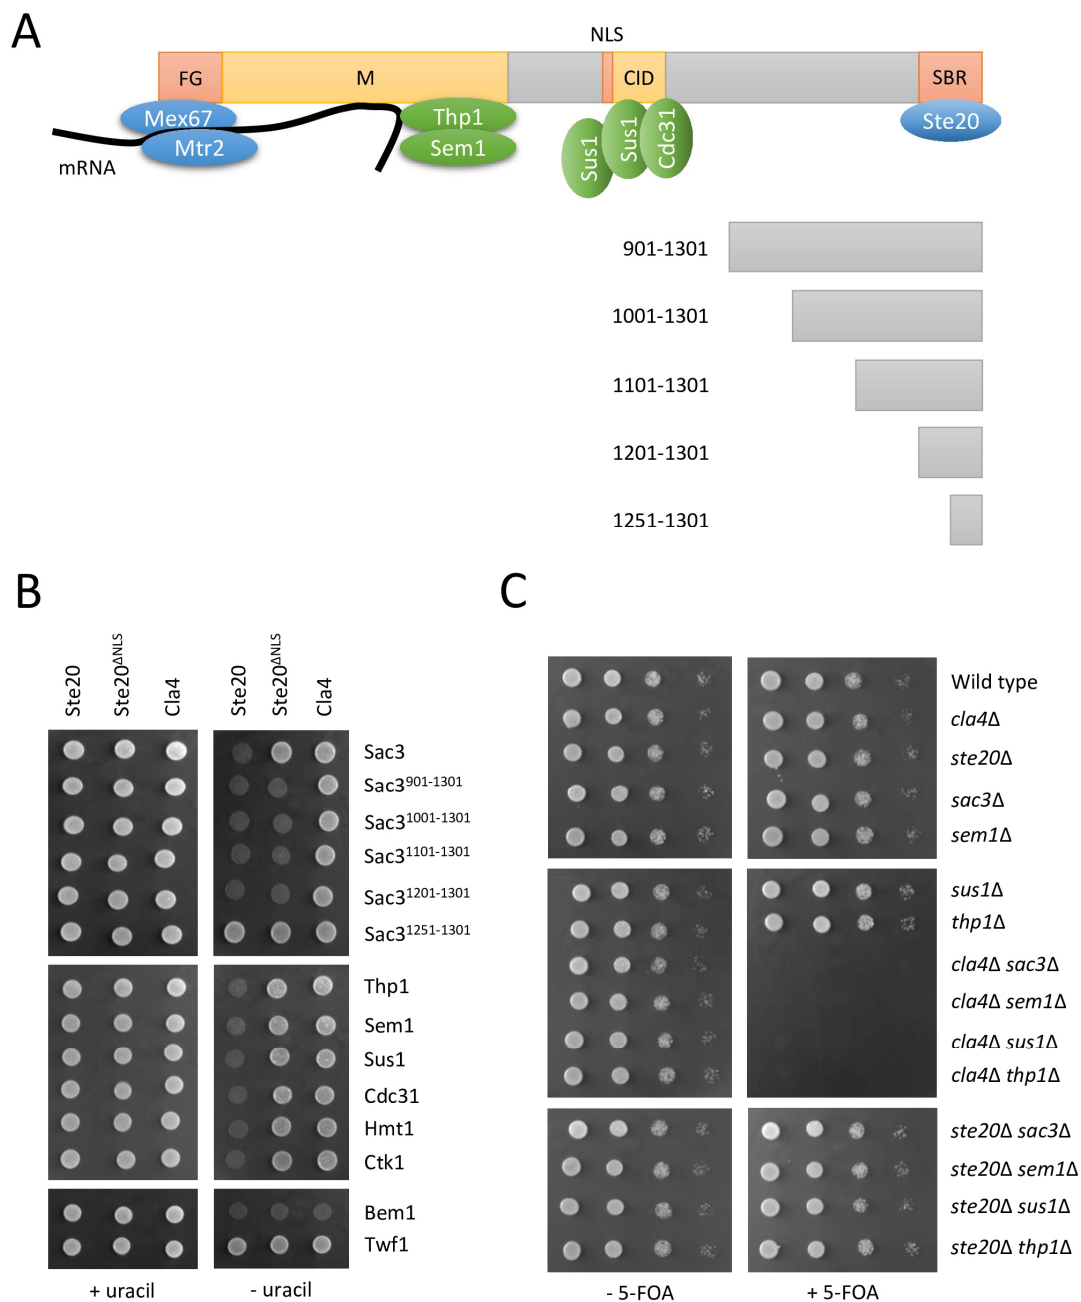 A
NLS
FG M CID SBR
Mex67 Thp1 Sus1 Sus1 Cdc31 Ste20
Mtr2 Sem1
mRNA
901-1301
1001-1301
1101-1301
1201-1301
1251-1301
B
Ste20 Ste20ΔNLS Cla4 Ste20 Ste20ΔNLS Cla4
Sac3
Sac3901-1301
Sac31001-1301
Sac31101-1301
Sac31201-1301
Sac31251-1301
Thp1
Sem1
Sus1
Cdc31
Hmt1
Ctk1
Bem1
Twf1
+ uracil - uracil
C
Wild type
cla4Δ
ste20Δ
sac3Δ
sem1Δ
sus1Δ
thp1Δ
cla4Δ sac3Δ
cla4Δ sem1Δ
cla4Δ sus1Δ
cla4Δ thp1Δ
ste20Δ sac3Δ
ste20Δ sem1Δ
ste20Δ sus1Δ
ste20Δ thp1Δ
- 5-FOA + 5-FOA